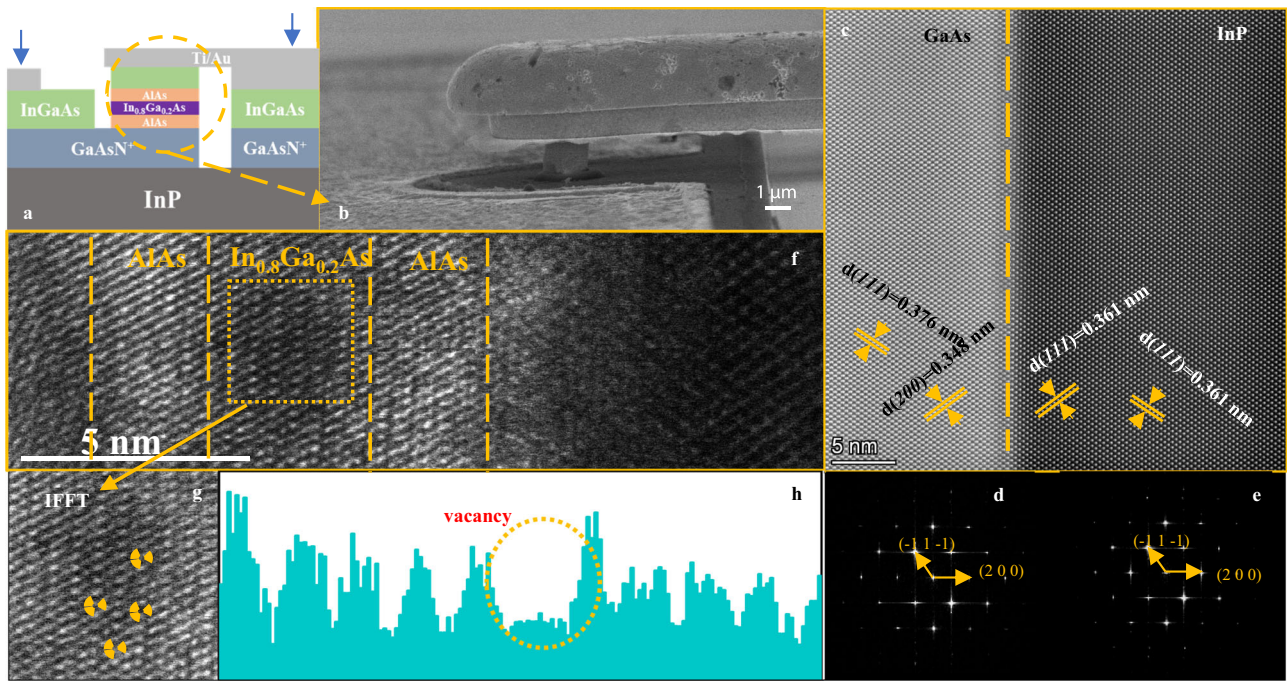 Ti/Au
AlAs
InGaAs
In0.8Ga0.2As
InGaAs
AlAs
GaAsN+
GaAsN+
InP
a
b
1 μm
c
GaAs
InP
d(111)=0.376 nm
d(200)=0.348 nm
d(111)=0.361 nm
d(111)=0.361 nm
5 nm
AlAs
In0.8Ga0.2As
AlAs
f
5 nm
IFFT
g
vacancy
h
d
(-1 1 -1)
(2 0 0)
e
(-1 1 -1)
(2 0 0)